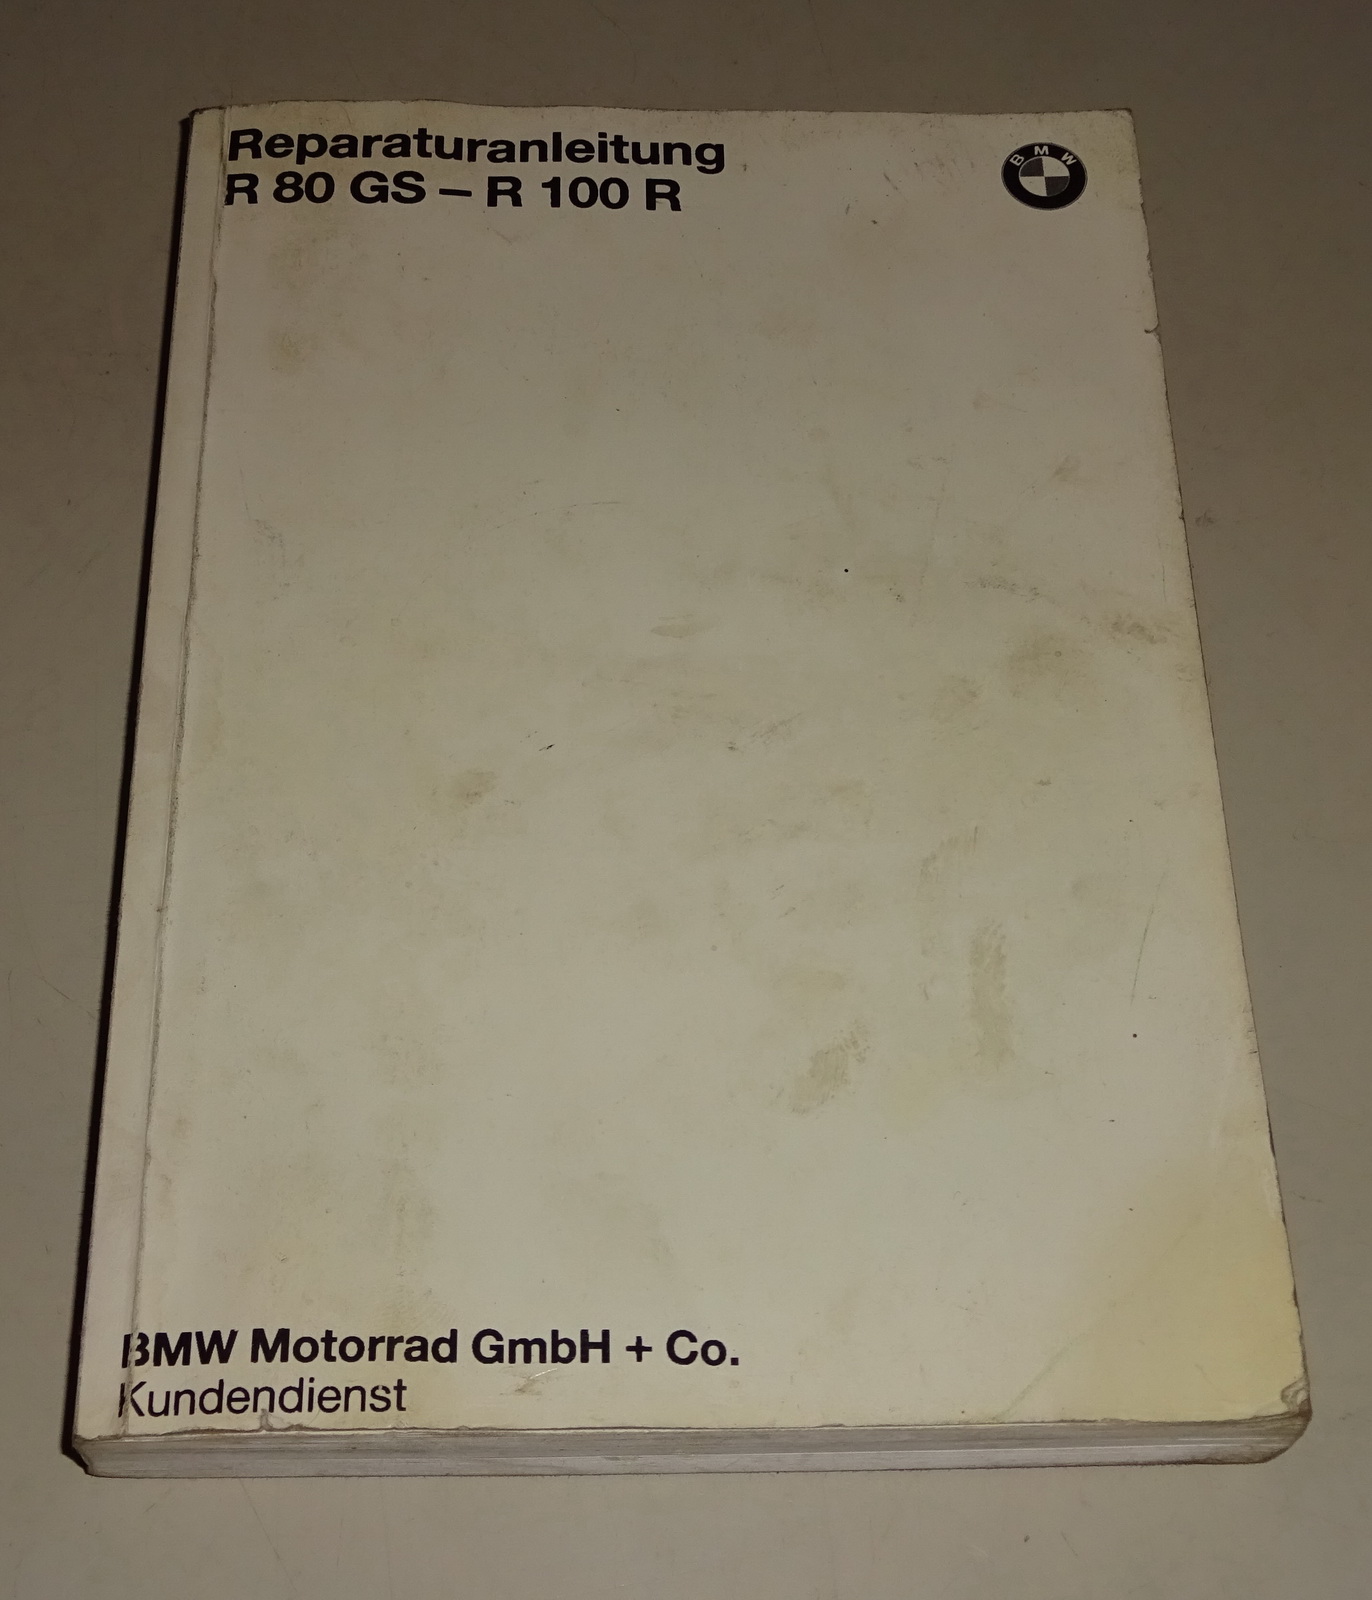 Reparaturanleitung
R 80 GS – R 100 R
BMW
BMW Motorrad GmbH + Co.
Kundendienst